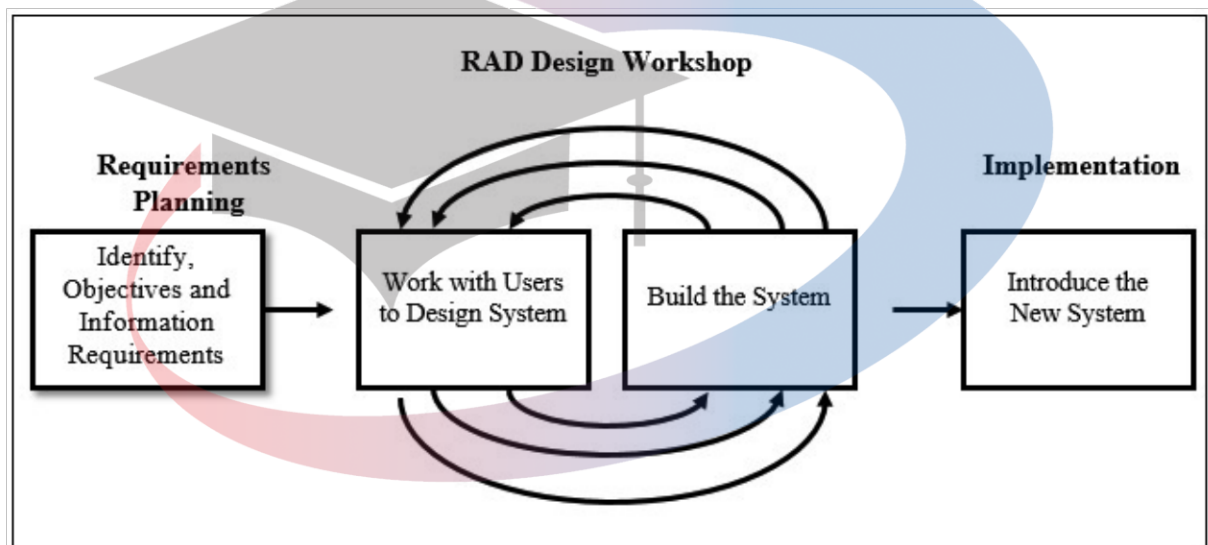 RAD Design Workshop
Requirements
Planning
Identify,
Objectives and
Information
Requirements
Work with Users
to Design System
Build the System
Implementation
Introduce the
New System